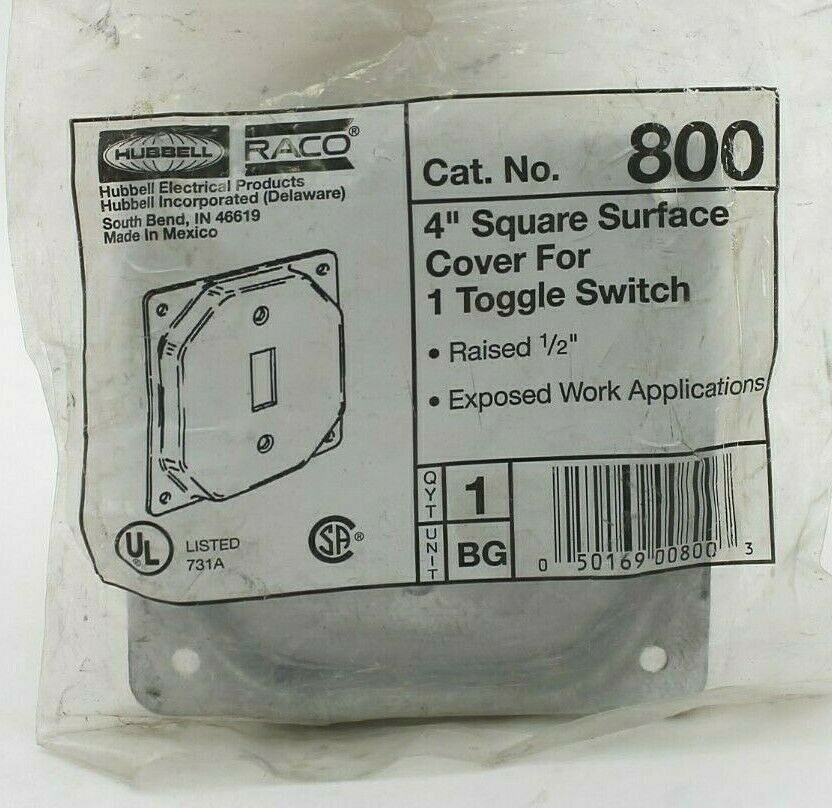 HUBBELL RACO®
Hubbell Electrical Products
Hubbell Incorporated (Delaware)
South Bend, IN 46619
Made In Mexico
Cat. No. 800
4" Square Surface
Cover For
1 Toggle Switch
• Raised 1/2"
• Exposed Work Applications
UL®
LISTED
731A
SA®
QYT 1
UNIT BG
0 50169 00800 3